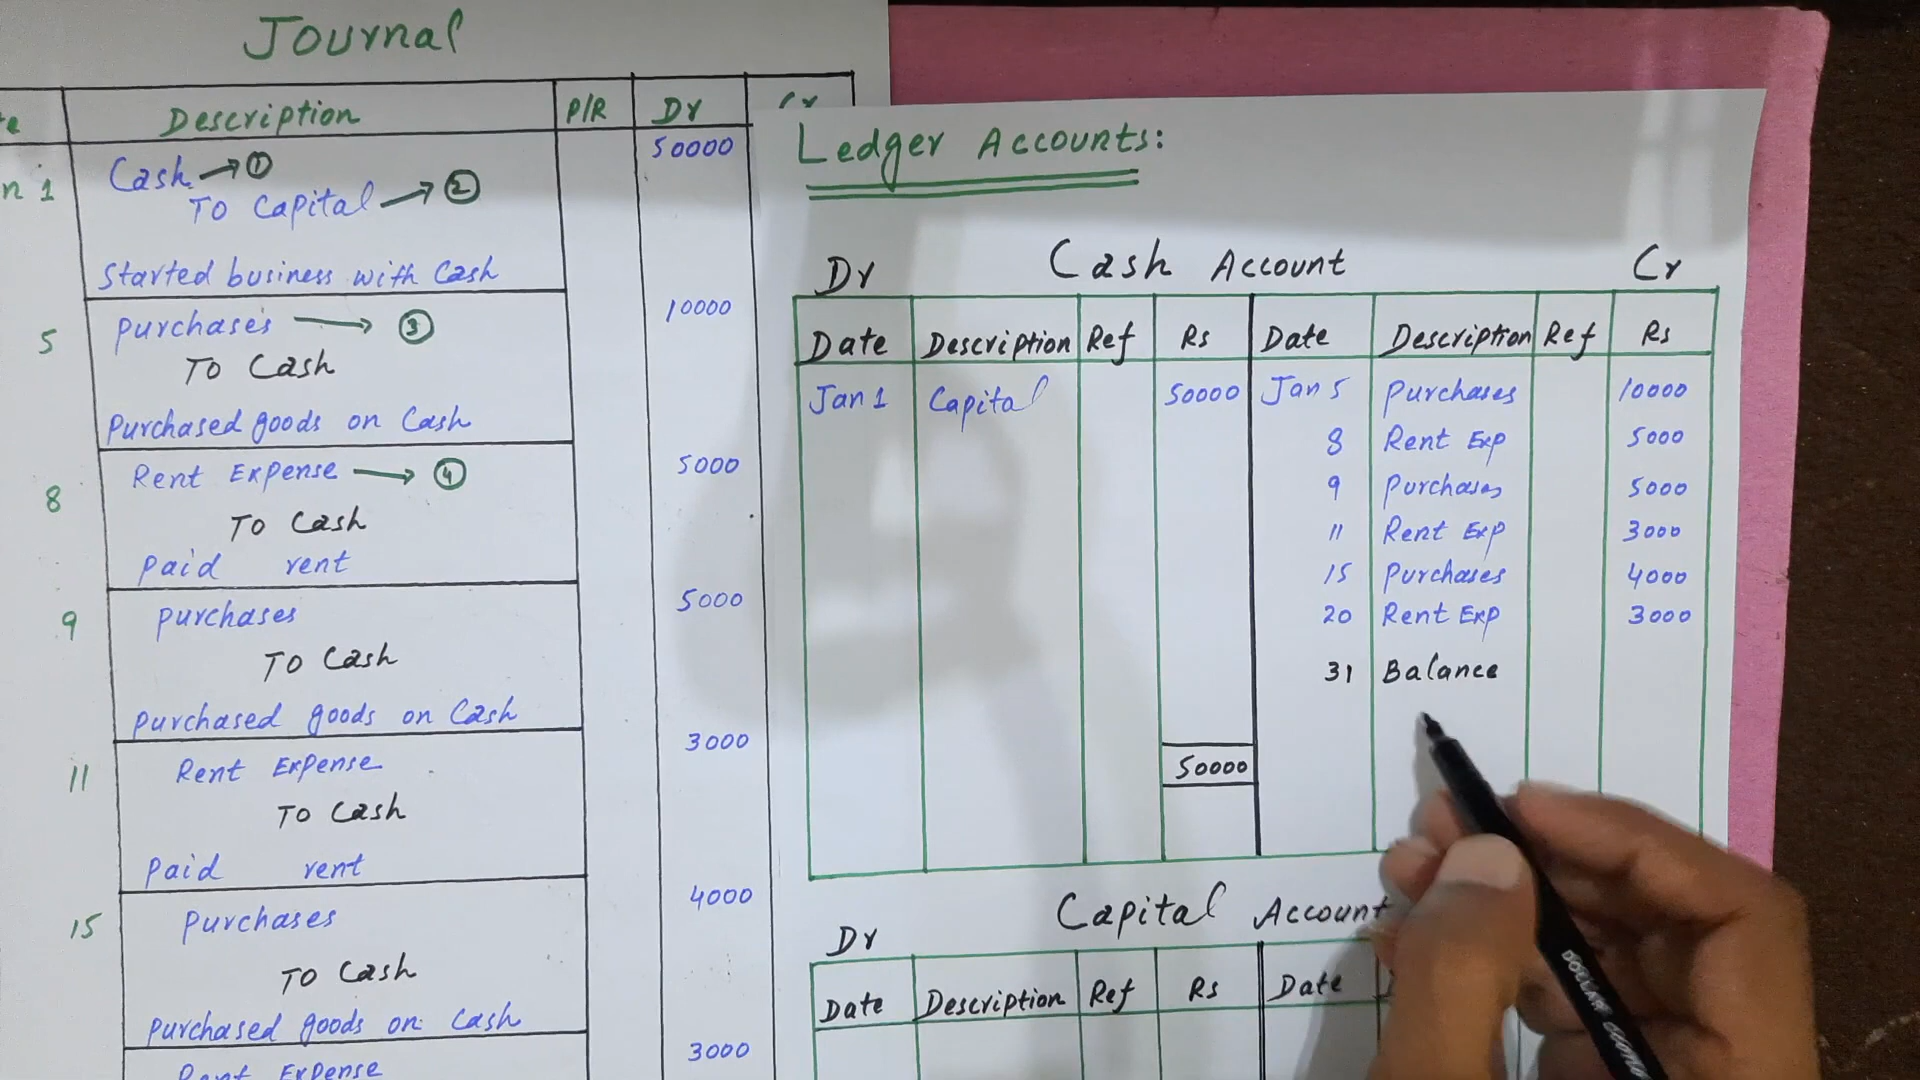 Journal
Description P/R Dr
1 Cash → ① 50000
To Capital → ②
Started business with Cash
5 Purchases → ③ 10000
To Cash
Purchased goods on Cash
8 Rent Expense → ④ 5000
To Cash
Paid rent
9 Purchases 5000
To Cash
Purchased goods on Cash
11 Rent Expense 3000
To Cash
Paid rent
15 Purchases 4000
To Cash
Purchased goods on Cash
Rent Expense 3000
Ledger Accounts:
Dr Cash Account Cr
Date Description Ref Rs Date Description Ref Rs
Jan 1 Capital 50000 Jan 5 Purchases 10000
8 Rent Exp 5000
9 Purchases 5000
11 Rent Exp 3000
15 Purchases 4000
20 Rent Exp 3000
31 Balance
50000
Dr Capital Account
Date Description Ref Rs Date
DOLLAR